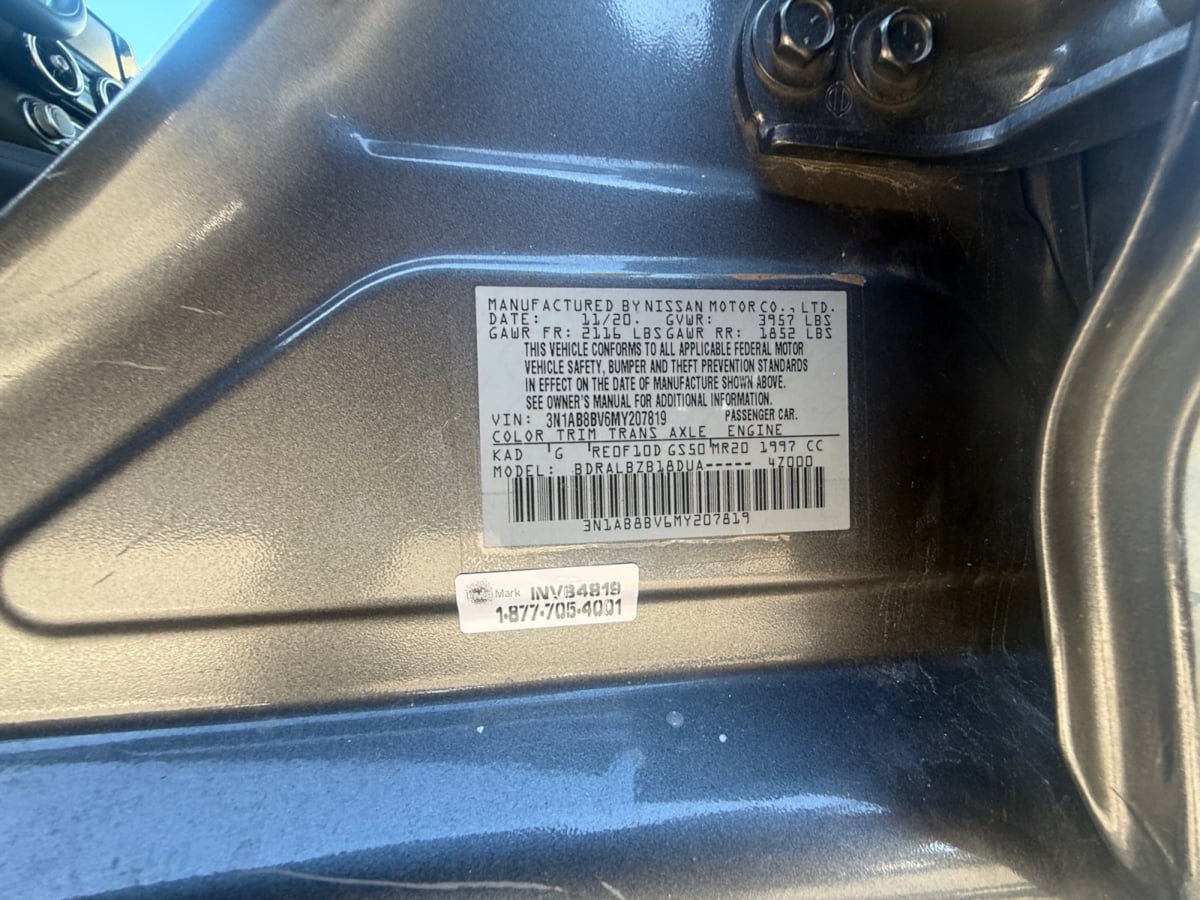 MANUFACTURED BY NISSAN MOTOR CO., LTD.
DATE: 11/20. GVWR: 3957 LBS
GAWR FR: 2116 LBS GAWR RR: 1852 LBS
THIS VEHICLE CONFORMS TO ALL APPLICABLE FEDERAL MOTOR
VEHICLE SAFETY, BUMPER AND THEFT PREVENTION STANDARDS
IN EFFECT ON THE DATE OF MANUFACTURE SHOWN ABOVE.
SEE OWNER'S MANUAL FOR ADDITIONAL INFORMATION.
VIN: 3N1AB8BV6MY207819 PASSENGER CAR.
COLOR TRIM TRANS AXLE ENGINE
KAD G RE0F10D GS50 MR20 1997 CC
MODEL: BDRALBZB18DUA----- 47000
3N1AB8BV6MY207819
Mark INVB4819
1-877-705-4001